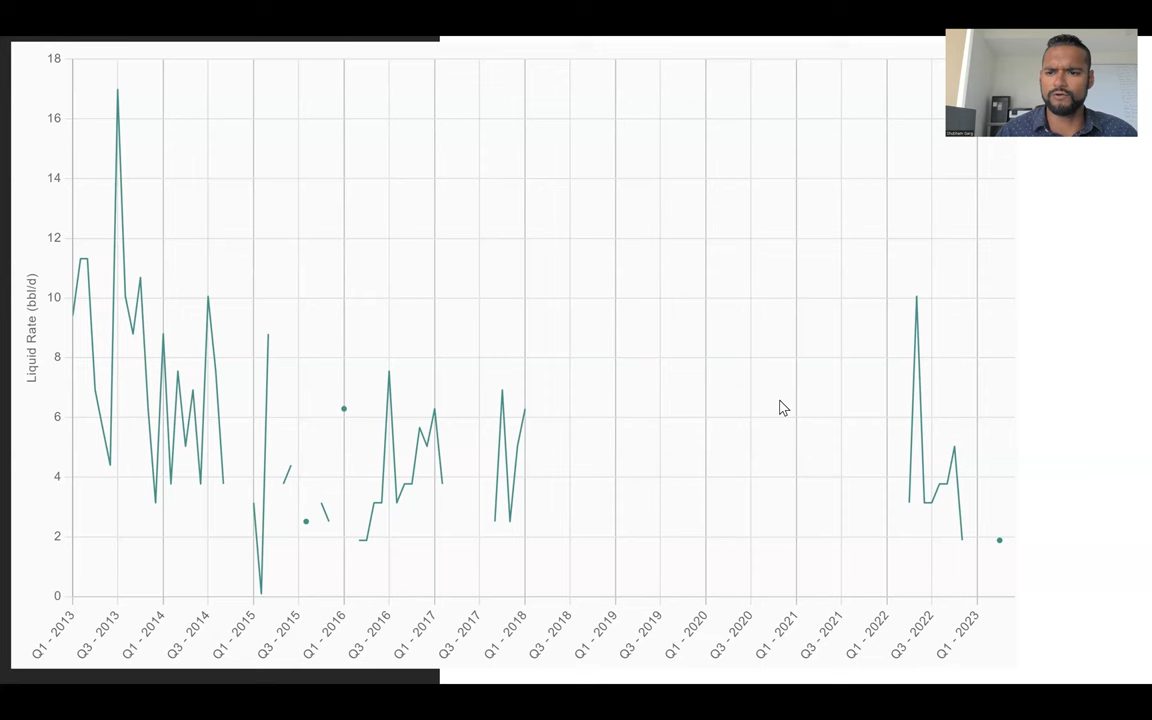 18
16
14
12
10
8
6
4
2
0
Liquid Rate (bbl/d)
Q1 - 2013
Q3 - 2013
Q1 - 2014
Q3 - 2014
Q1 - 2015
Q3 - 2015
Q1 - 2016
Q3 - 2016
Q1 - 2017
Q3 - 2017
Q1 - 2018
Q3 - 2018
Q1 - 2019
Q3 - 2019
Q1 - 2020
Q3 - 2020
Q1 - 2021
Q3 - 2021
Q1 - 2022
Q3 - 2022
Q1 - 2023
Shubham Garg